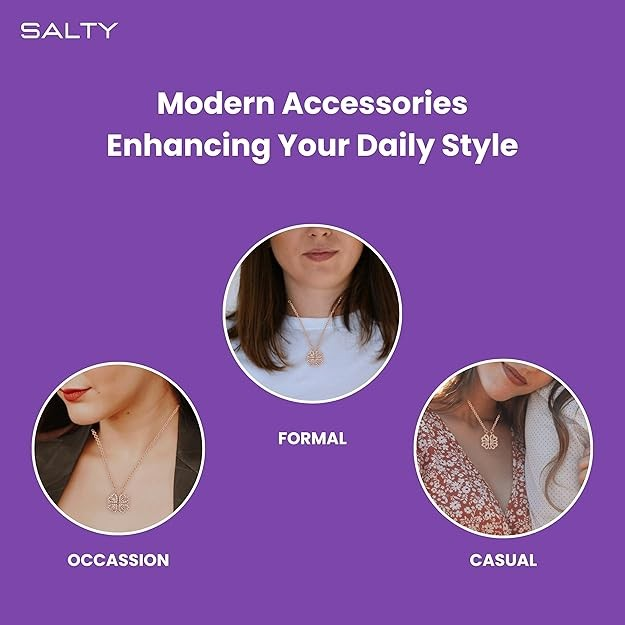 SALTY
Modern Accessories
Enhancing Your Daily Style
FORMAL
OCCASSION
CASUAL